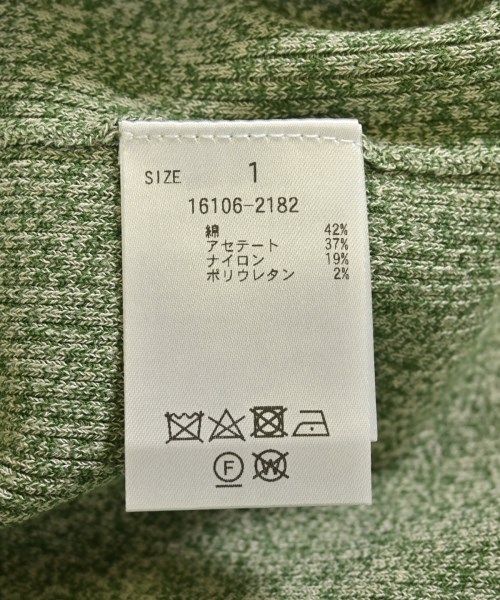 SIZE 1
16106-2182
綿 42%
アセテート 37%
ナイロン 19%
ポリウレタン 2%
F W